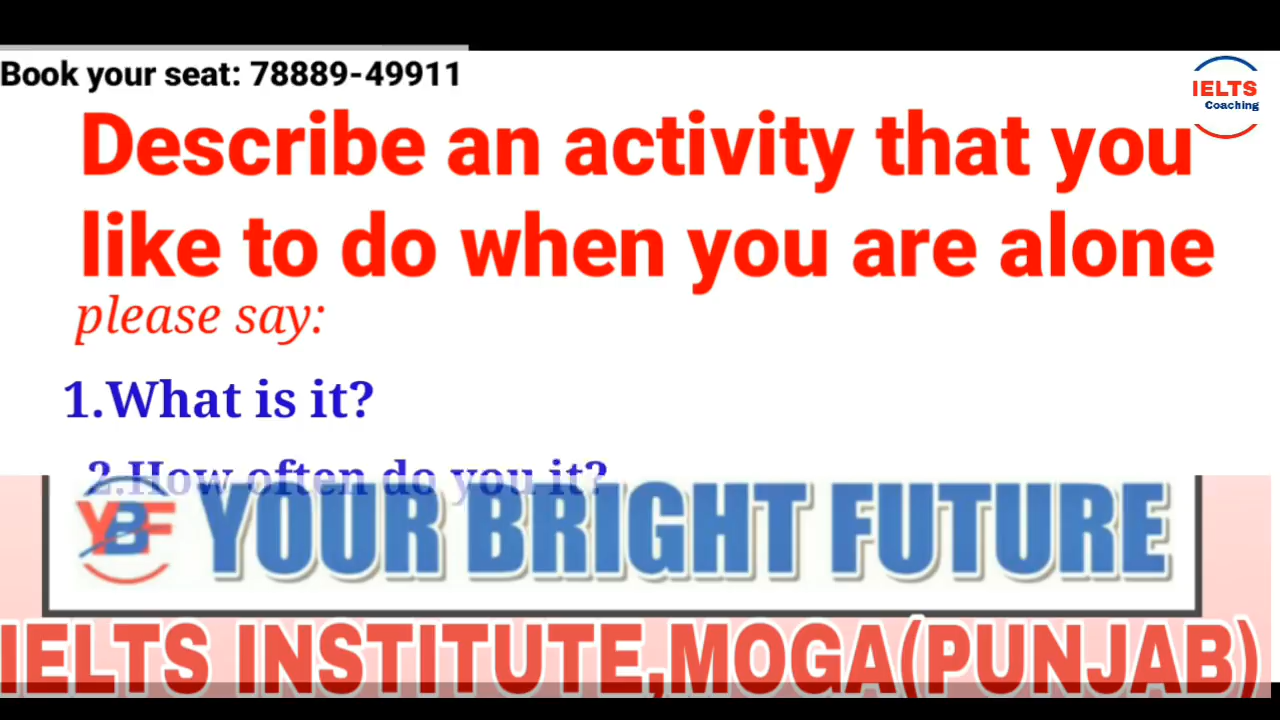 Book your seat: 78889-49911
IELTS
Coaching
Describe an activity that you
like to do when you are alone
please say:
1.What is it?
2.How often do you it?
YBF
YOUR BRIGHT FUTURE
IELTS INSTITUTE,MOGA(PUNJAB)